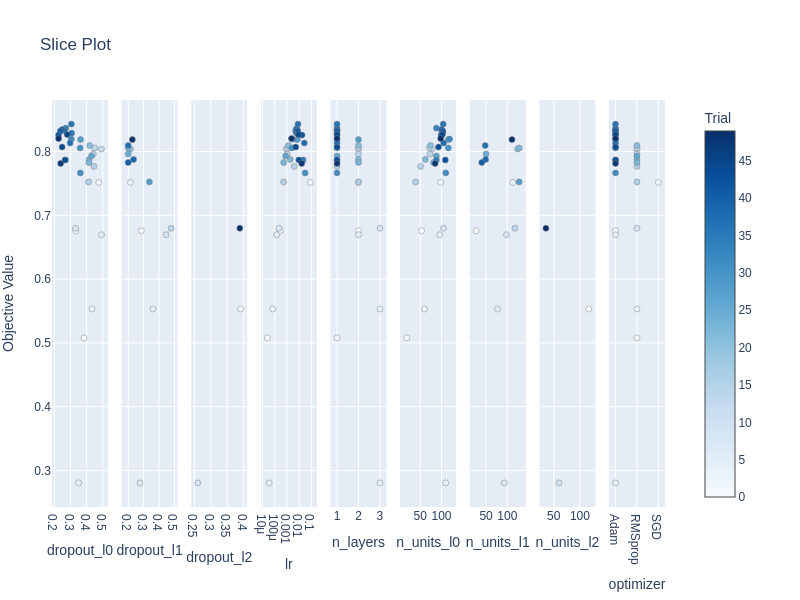 Slice Plot
Trial
Objective Value
0.8
0.7
0.6
0.5
0.4
0.3
0.2 0.3 0.4 0.5
dropout_l0
0.2 0.3 0.4 0.5
dropout_l1
0.25 0.3 0.35 0.4
dropout_l2
10μ 100μ 0.001 0.01 0.1
lr
1 2 3
n_layers
50 100
n_units_l0
50 100
n_units_l1
50 100
n_units_l2
Adam RMSprop SGD
optimizer
45
40
35
30
25
20
15
10
5
0